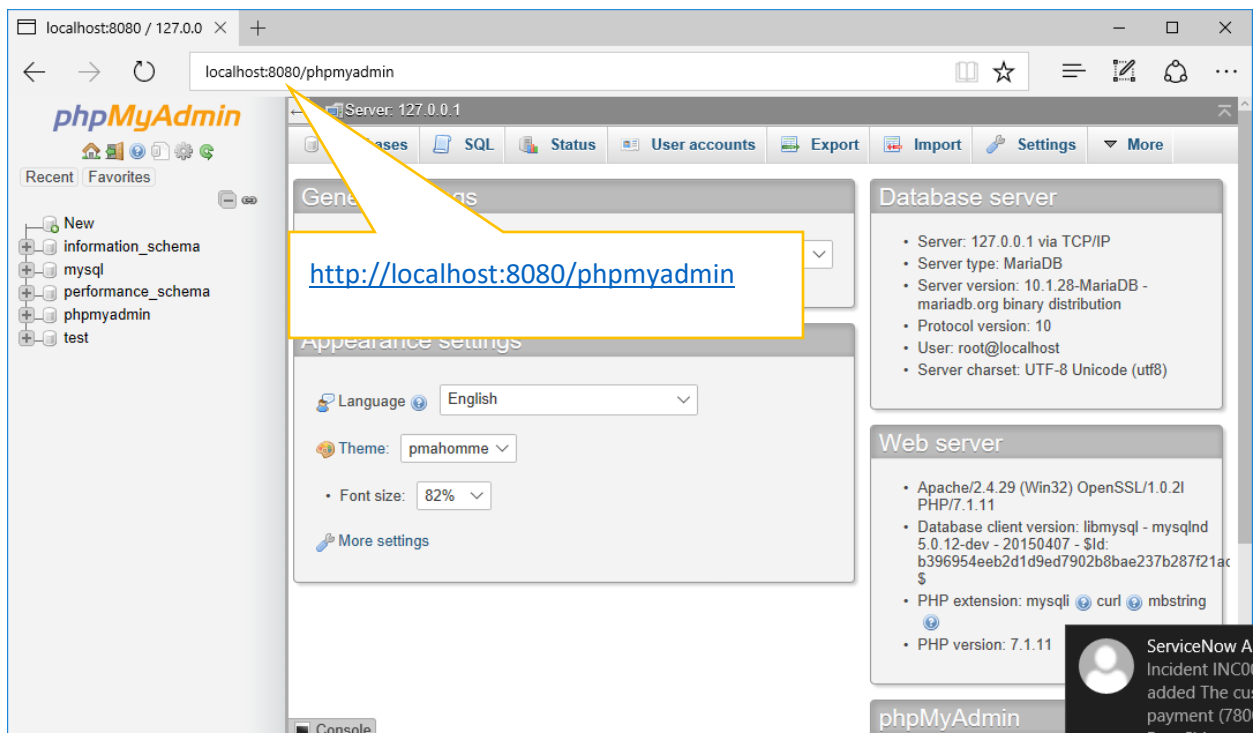 localhost:8080 / 127.0.0
localhost:8080/phpmyadmin
phpMyAdmin
Recent Favorites
New
information_schema
mysql
performance_schema
phpmyadmin
test
Server: 127.0.0.1
SQL Status User accounts Export Import Settings More
http://localhost:8080/phpmyadmin
Appearance settings
Language English
Theme: pmahomme
• Font size: 82%
More settings
Console
Database server
• Server: 127.0.0.1 via TCP/IP
• Server type: MariaDB
• Server version: 10.1.28-MariaDB -
mariadb.org binary distribution
• Protocol version: 10
• User: root@localhost
• Server charset: UTF-8 Unicode (utf8)
Web server
• Apache/2.4.29 (Win32) OpenSSL/1.0.2l
PHP/7.1.11
• Database client version: libmysql - mysqlnd
5.0.12-dev - 20150407 - $Id:
b396954eeb2d1d9ed7902b8bae237b287f21ad
$
• PHP extension: mysqli curl mbstring
• PHP version: 7.1.11
phpMyAdmin
ServiceNow A
Incident INC00
added The cus
payment (780